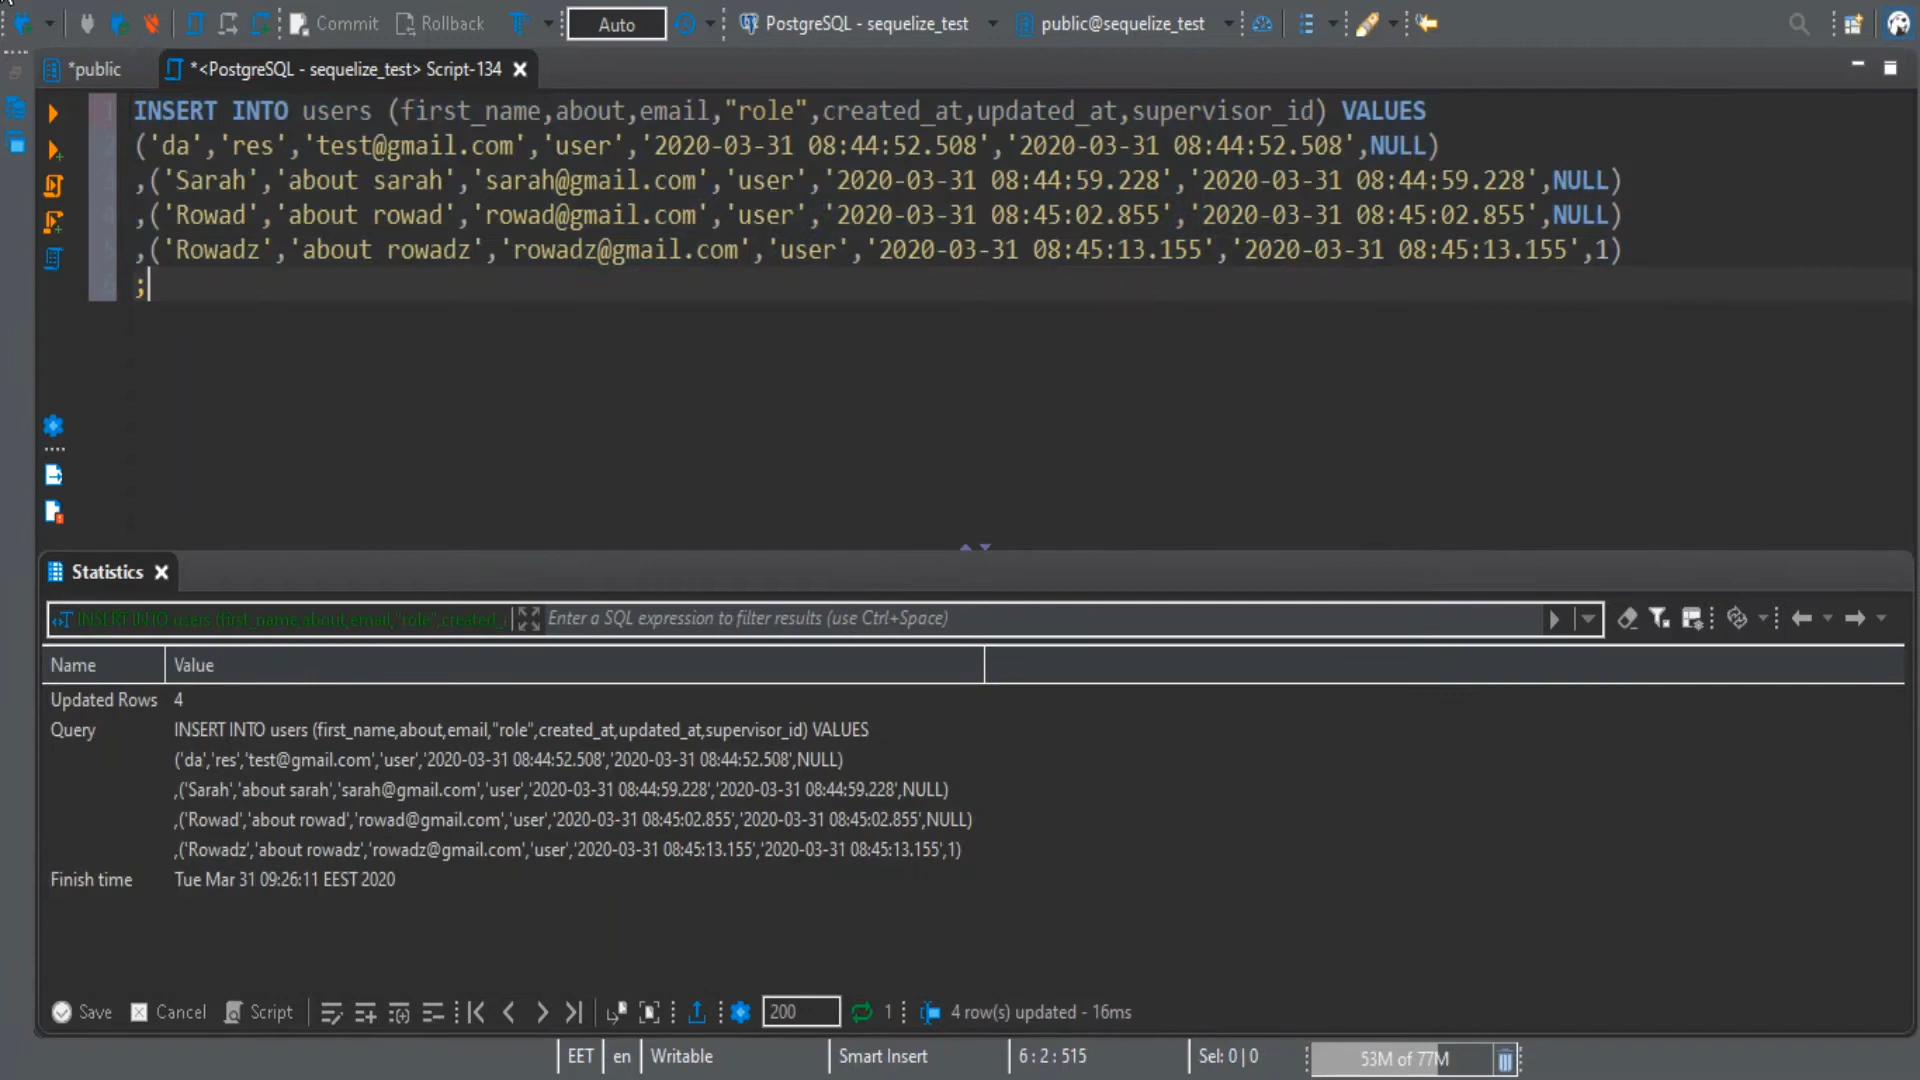 Commit Rollback Auto PostgreSQL - sequelize_test public@sequelize_test
*public *<PostgreSQL - sequelize_test> Script-134
1 INSERT INTO users (first_name,about,email,"role",created_at,updated_at,supervisor_id) VALUES
('da','res','test@gmail.com','user','2020-03-31 08:44:52.508','2020-03-31 08:44:52.508',NULL)
,('Sarah','about sarah','sarah@gmail.com','user','2020-03-31 08:44:59.228','2020-03-31 08:44:59.228',NULL)
,('Rowad','about rowad','rowad@gmail.com','user','2020-03-31 08:45:02.855','2020-03-31 08:45:02.855',NULL)
,('Rowadz','about rowadz','rowadz@gmail.com','user','2020-03-31 08:45:13.155','2020-03-31 08:45:13.155',1)
;
Statistics
INSERT INTO users (first_name,about,email,"role",created_ Enter a SQL expression to filter results (use Ctrl+Space)
Name Value
Updated Rows 4
Query INSERT INTO users (first_name,about,email,"role",created_at,updated_at,supervisor_id) VALUES
('da','res','test@gmail.com','user','2020-03-31 08:44:52.508','2020-03-31 08:44:52.508',NULL)
,('Sarah','about sarah','sarah@gmail.com','user','2020-03-31 08:44:59.228','2020-03-31 08:44:59.228',NULL)
,('Rowad','about rowad','rowad@gmail.com','user','2020-03-31 08:45:02.855','2020-03-31 08:45:02.855',NULL)
,('Rowadz','about rowadz','rowadz@gmail.com','user','2020-03-31 08:45:13.155','2020-03-31 08:45:13.155',1)
Finish time Tue Mar 31 09:26:11 EEST 2020
Save Cancel Script 200 1 4 row(s) updated - 16ms
EET en Writable Smart Insert 6 : 2 : 515 Sel: 0 | 0 53M of 77M